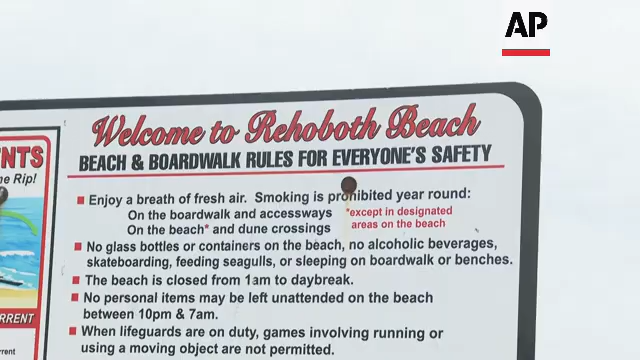 AP
Welcome to Rehoboth Beach
BEACH & BOARDWALK RULES FOR EVERYONE'S SAFETY
ENTS
e Rip!
Enjoy a breath of fresh air. Smoking is prohibited year round:
On the boardwalk and accessways *except in designated
On the beach* and dune crossings areas on the beach
No glass bottles or containers on the beach, no alcoholic beverages,
skateboarding, feeding seagulls, or sleeping on boardwalk or benches.
The beach is closed from 1am to daybreak.
No personal items may be left unattended on the beach
between 10pm & 7am.
When lifeguards are on duty, games involving running or
using a moving object are not permitted.
URRENT
rrent